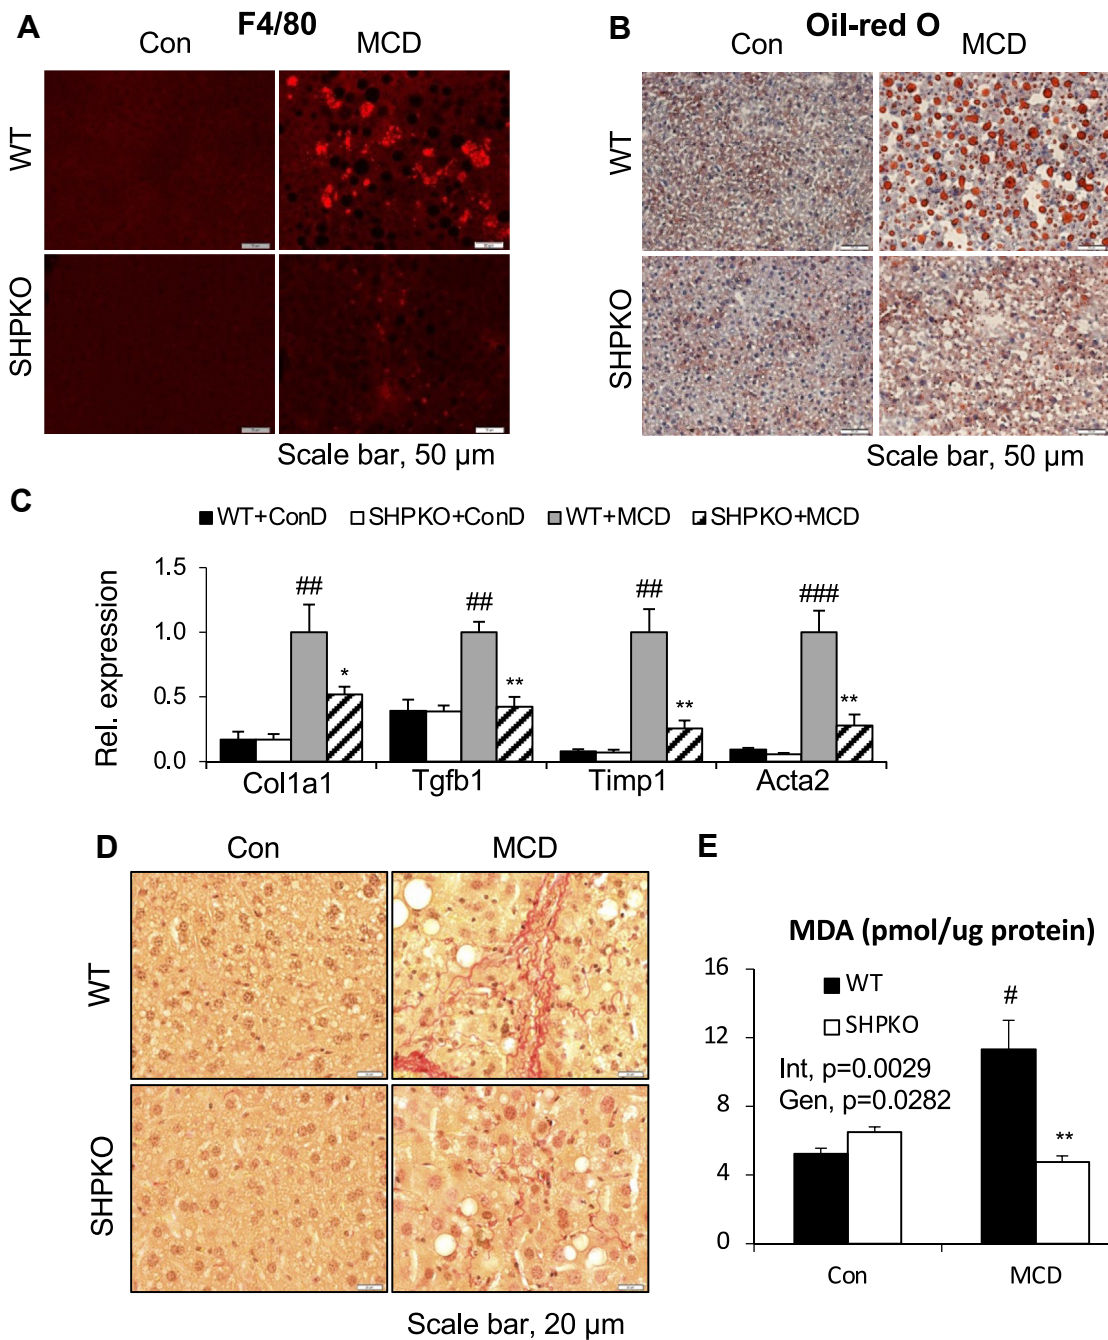 A
F4/80
Con
MCD
WT
SHPKO
Scale bar, 50 µm
B
Oil-red O
Con
MCD
WT
SHPKO
Scale bar, 50 µm
C
WT+ConD SHPKO+ConD WT+MCD SHPKO+MCD
Rel. expression
1.5
1.0
0.5
0.0
## ## ## ###
* ** ** **
Col1a1 Tgfb1 Timp1 Acta2
D
Con
MCD
WT
SHPKO
Scale bar, 20 µm
E
MDA (pmol/ug protein)
16
12
8
4
0
WT
SHPKO
Int, p=0.0029
Gen, p=0.0282
#
**
Con
MCD